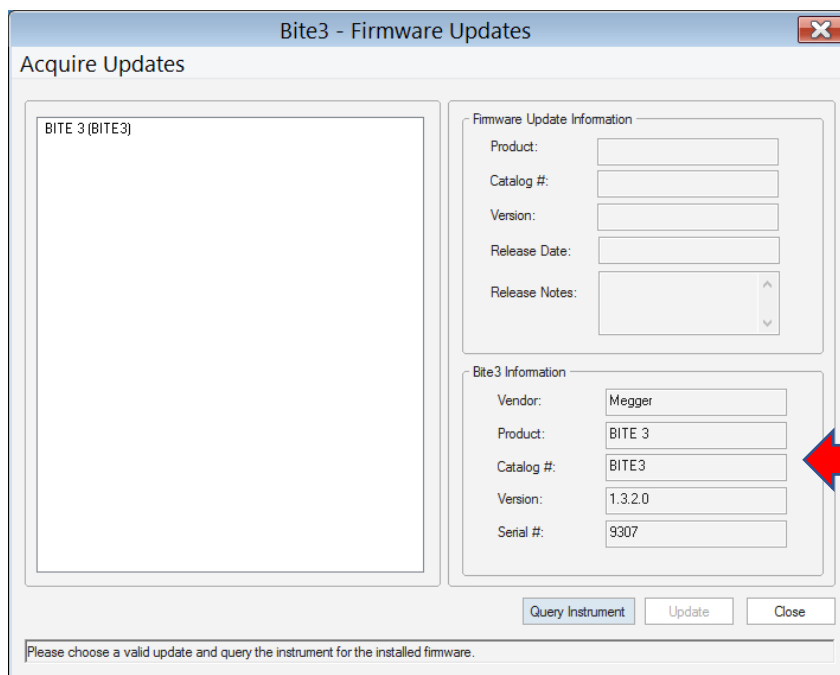 Bite3 - Firmware Updates
Acquire Updates
BITE 3 (BITE3)
Firmware Update Information
Product:
Catalog #:
Version:
Release Date:
Release Notes:
Bite3 Information
Vendor: Megger
Product: BITE 3
Catalog #: BITE3
Version: 1.3.2.0
Serial #: 9307
Query Instrument Update Close
Please choose a valid update and query the instrument for the installed firmware.